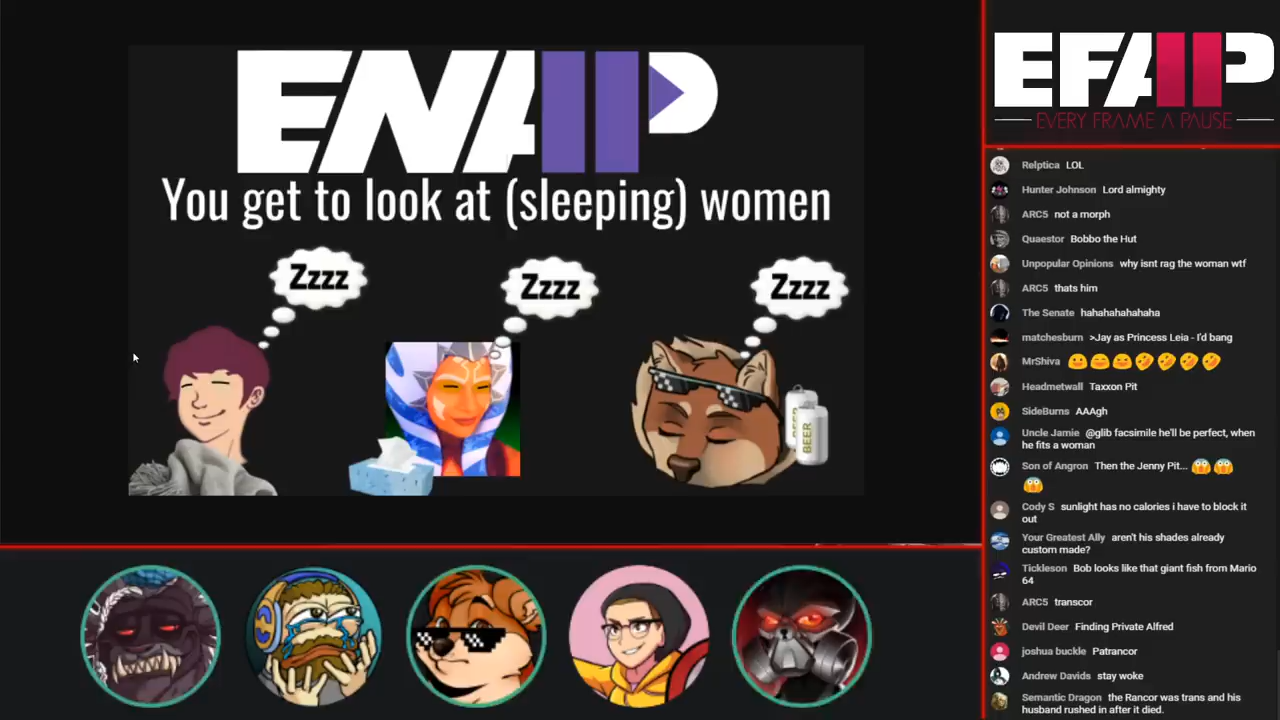 ENAP
You get to look at (sleeping) women
Zzzz
Zzzz
Zzzz
BEER
BEER
EFAP
EVERY FRAME A PAUSE
Relptica LOL
Hunter Johnson Lord almighty
ARC5 not a morph
Quaestor Bobbo the Hut
Unpopular Opinions why isnt rag the woman wtf
ARC5 thats him
The Senate hahahahahahaha
matchesburn >Jay as Princess Leia - I'd bang
MrShiva 😀😊😊🤣🤣🤣🤣
Headmetwall Taxxon Pit
SideBurns AAAgh
Uncle Jamie @glib facsimile he'll be perfect, when
he fits a woman
Son of Angron Then the Jenny Pit... 😱😱
😱
Cody S sunlight has no calories i have to block it
out
Your Greatest Ally aren't his shades already
custom made?
Tickleson Bob looks like that giant fish from Mario
64
ARC5 transcor
Devil Deer Finding Private Alfred
joshua buckle Patrancor
Andrew Davids stay woke
Semantic Dragon the Rancor was trans and his
husband rushed in after it died.